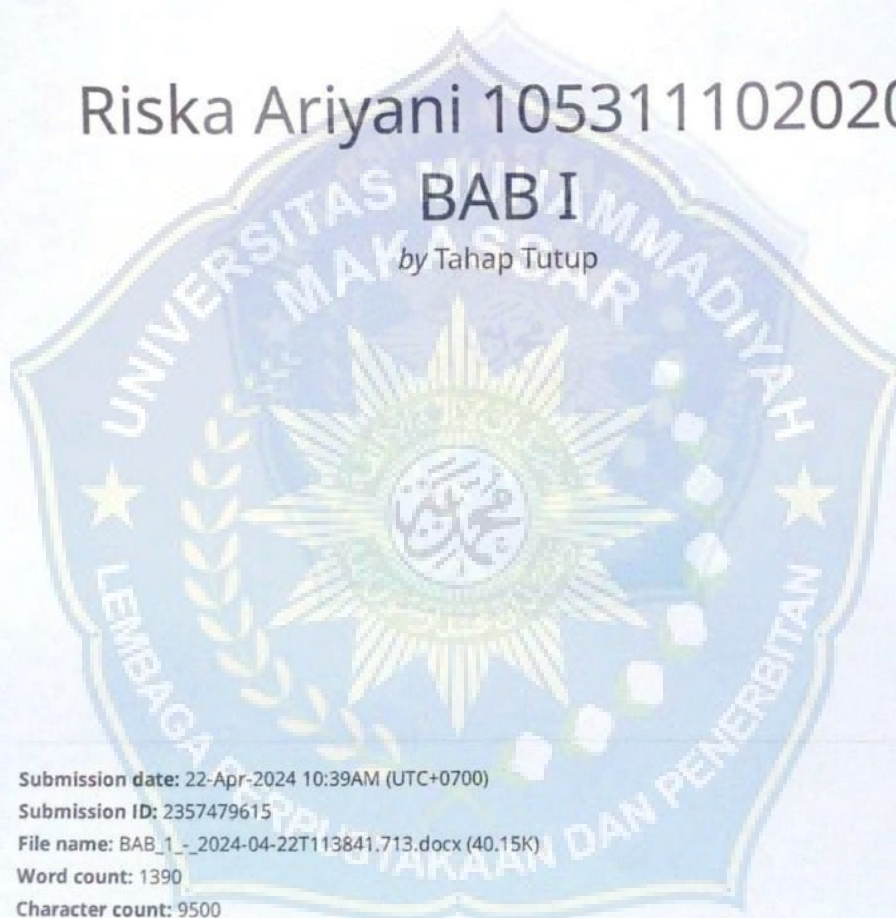 Riska Ariyani 105311102020
BAB I
by Tahap Tutup
UNIVERSITAS MUHAMMADIYAH
MAKASSAR
محمدية
LEMBAGA PERPUSTAKAAN DAN PENERBITAN
Submission date: 22-Apr-2024 10:39AM (UTC+0700)
Submission ID: 2357479615
File name: BAB_1_-_2024-04-22T113841.713.docx (40.15K)
Word count: 1390
Character count: 9500